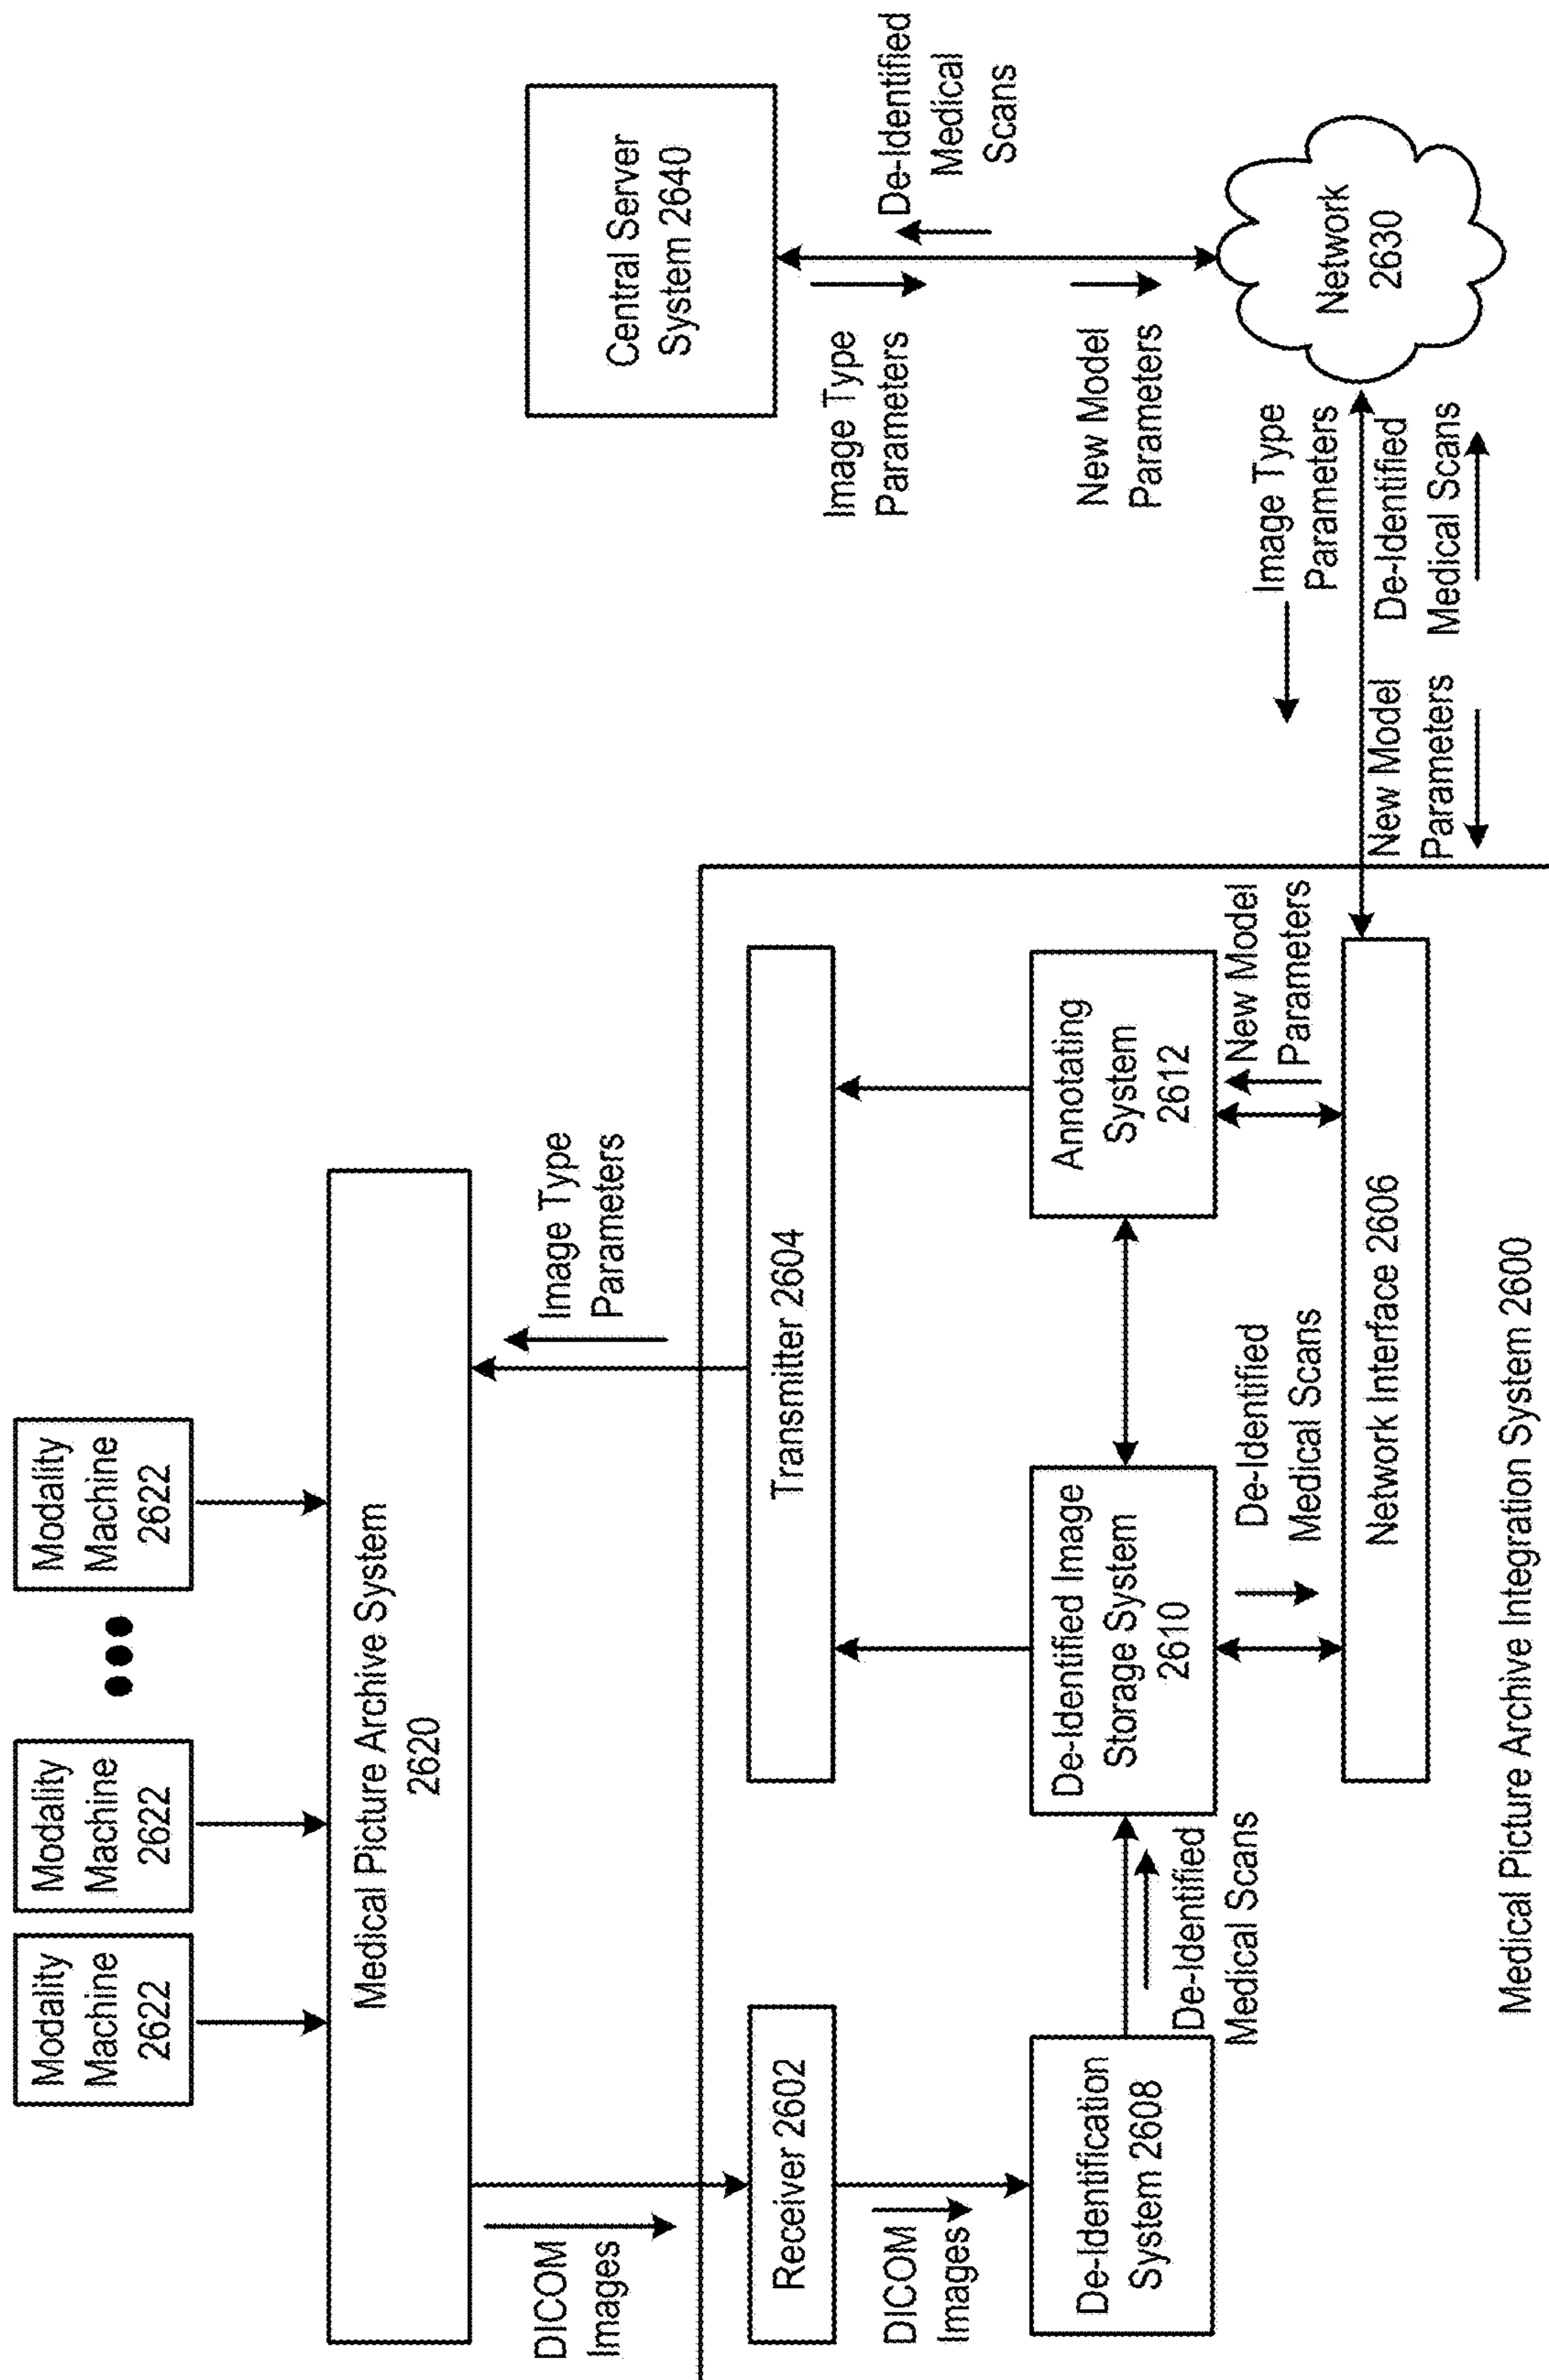 Modality
Machine
2622
Modality
Machine
2622
Modality
Machine
2622
Medical Picture Archive System
2620
DICOM
Images
Image Type
Parameters
Receiver 2602
Transmitter 2604
DICOM
Images
De-Identification
System 2608
De-Identified
Medical Scans
De-Identified Image
Storage System
2610
Annotating
System
2612
De-Identified
Medical Scans
New Model
Parameters
Network Interface 2606
Medical Picture Archive Integration System 2600
Central Server
System 2640
Image Type
Parameters
De-Identified
Medical
Scans
New Model
Parameters
Image Type
Parameters
New Model
Parameters
De-Identified
Medical Scans
Network
2630